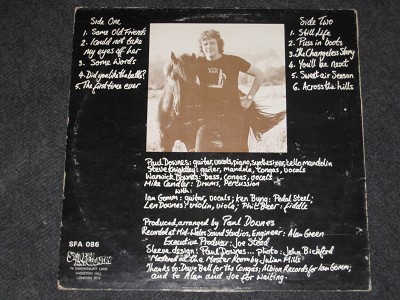 Side One
1. Same Old Friends
2. I could not take my eyes off her
3. Some Words
4. Did you like the battle?
5. The first time ever
Side Two
1. Still Life
2. Puss in boots
3. The Changeless Story
4. You'll be next
5. Sweet air Season
6. Across the hills
Paul Downes: guitar, vocals, piano, synthesizer, cello, mandolin
Steve Knightley: guitar, mandola, congas, vocals
Warwick Downes: bass, congas, vocals
Mike Candler: Drums, Percussion
with:
Ian Gomm: guitar, vocals; Ken Byng: Pedal Steel;
Len Downes: violin, viola; Phil Beer: fiddle
Produced, arranged by Paul Downes
Recorded at Mid-Wales Sound Studios, Engineer: Alan Green
Executive Producer: Joe Stead
Sleeve design: Paul Downes... photo: John Bickford
'Mastered at The Master Room by Julian Mills'
Thanks to: Dave Bell for The Congas; Albion Records for Ian Gomm;
and to Alan and Joe for waiting.
SFA 086
LONDON